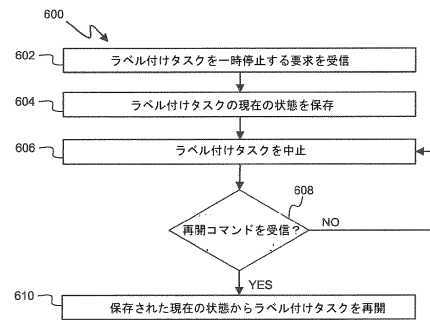 600
602
ラベル付けタスクを一時停止する要求を受信
604
ラベル付けタスクの現在の状態を保存
606
ラベル付けタスクを中止
608
再開コマンドを受信？
NO
YES
610
保存された現在の状態からラベル付けタスクを再開